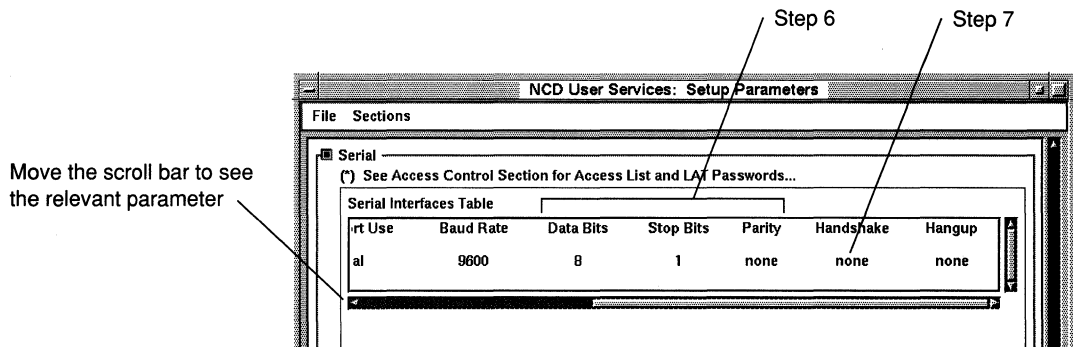 Step 6
Step 7
NCD User Services: Setup Parameters
File Sections
Serial
Move the scroll bar to see
the relevant parameter
(*) See Access Control Section for Access List and LAT Passwords...
Serial Interfaces Table
rt Use Baud Rate Data Bits Stop Bits Parity Handshake Hangup
al 9600 8 1 none none none